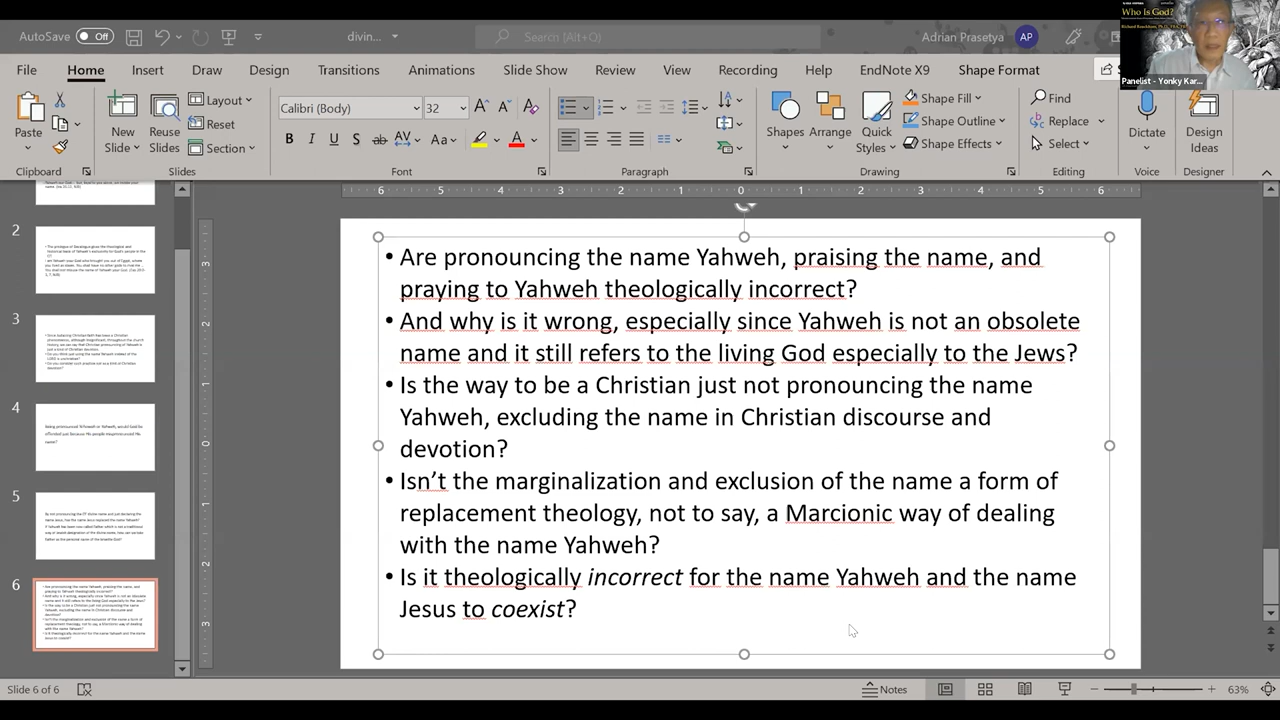 AutoSave Off divin... Search (Alt+Q) Adrian Prasetya AP
Who Is God?
Panelist - Yonky Kar...
File Home Insert Draw Design Transitions Animations Slide Show Review View Recording Help EndNote X9 Shape Format
Paste New Slide Reuse Slides Layout Reset Section
Calibri (Body) 32
Shapes Arrange Quick Styles Shape Fill Shape Outline Shape Effects
Find Replace Select Dictate Design Ideas
Clipboard Slides Font Paragraph Drawing Editing Voice Designer
• Are pronouncing the name Yahweh, praising the name, and
praying to Yahweh theologically incorrect?
• And why is it wrong, especially since Yahweh is not an obsolete
name and it still refers to the living God especially to the Jews?
• Is the way to be a Christian just not pronouncing the name
Yahweh excluding the name in Christian discourse and
devotion?
• Isn't the marginalization and exclusion of the name a form of
replacement theology, not to say a Marcionic way of dealing
with the name Yahweh?
• Is it theologically incorrect for the name Yahweh and the name
Jesus to coexist?
2
3
4
5
6
Slide 6 of 6 Notes 63%